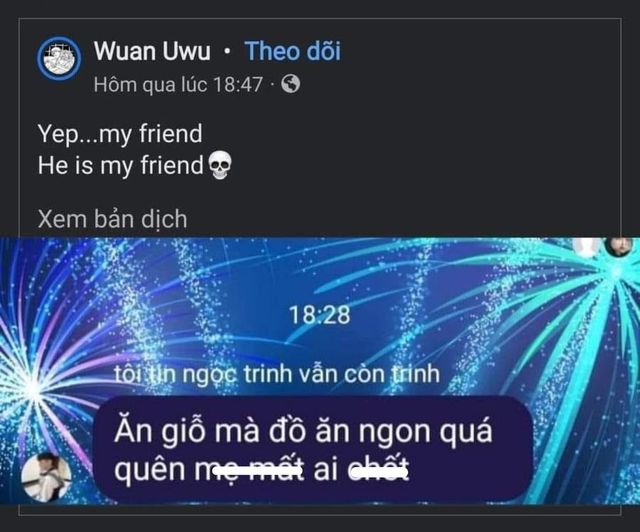 Wuan Uwu • Theo dõi
Hôm qua lúc 18:47 ·
Yep...my friend
He is my friend💀
Xem bản dịch
18:28
tôi tin ngọc trinh vẫn còn trinh
Ăn giỗ mà đồ ăn ngon quá
quên mẹ mất ai chết